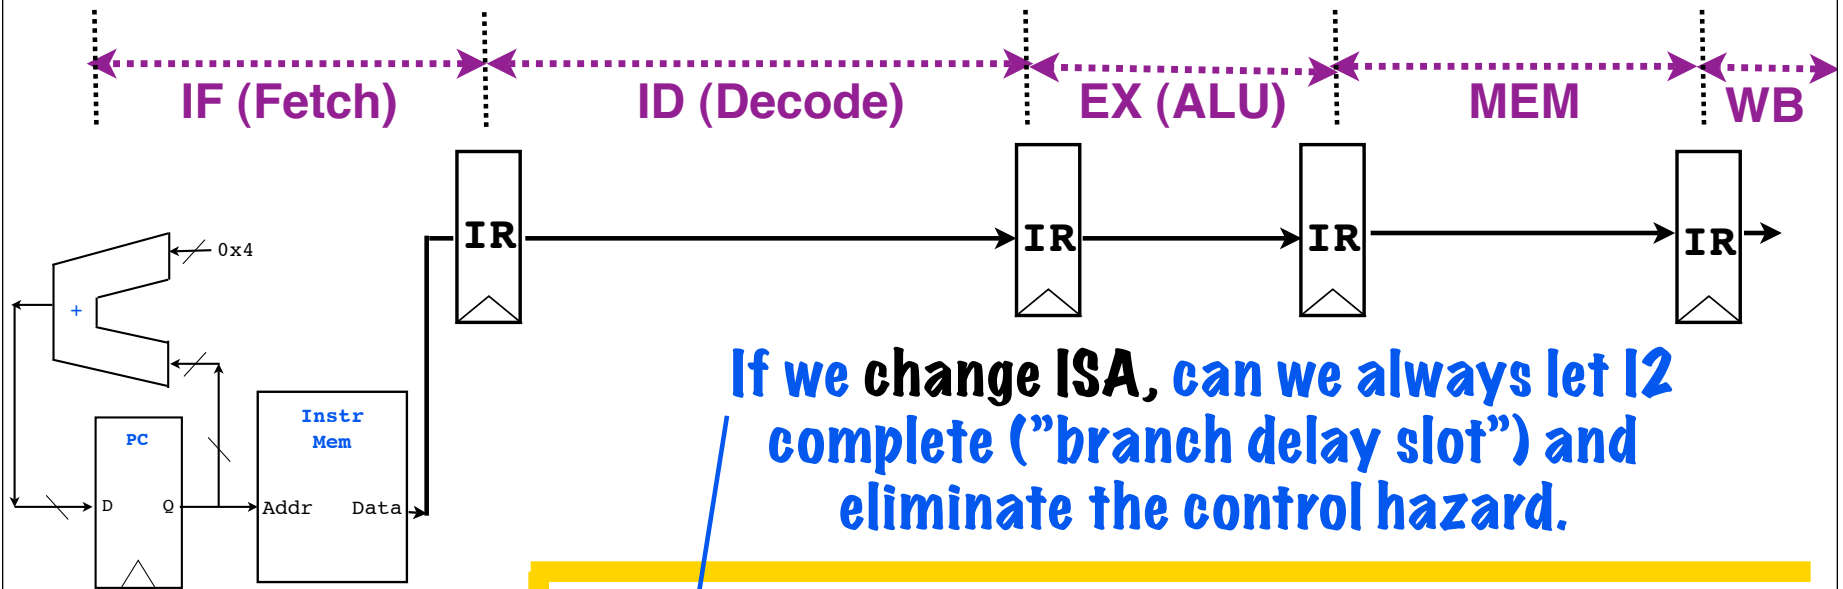 IF (Fetch)
ID (Decode)
EX (ALU)
MEM
WB
IR
IR
IR
IR
0x4
+
If we change ISA, can we always let I2
complete ("branch delay slot") and
eliminate the control hazard.
PC
Instr
Mem
D
Q
Addr
Data